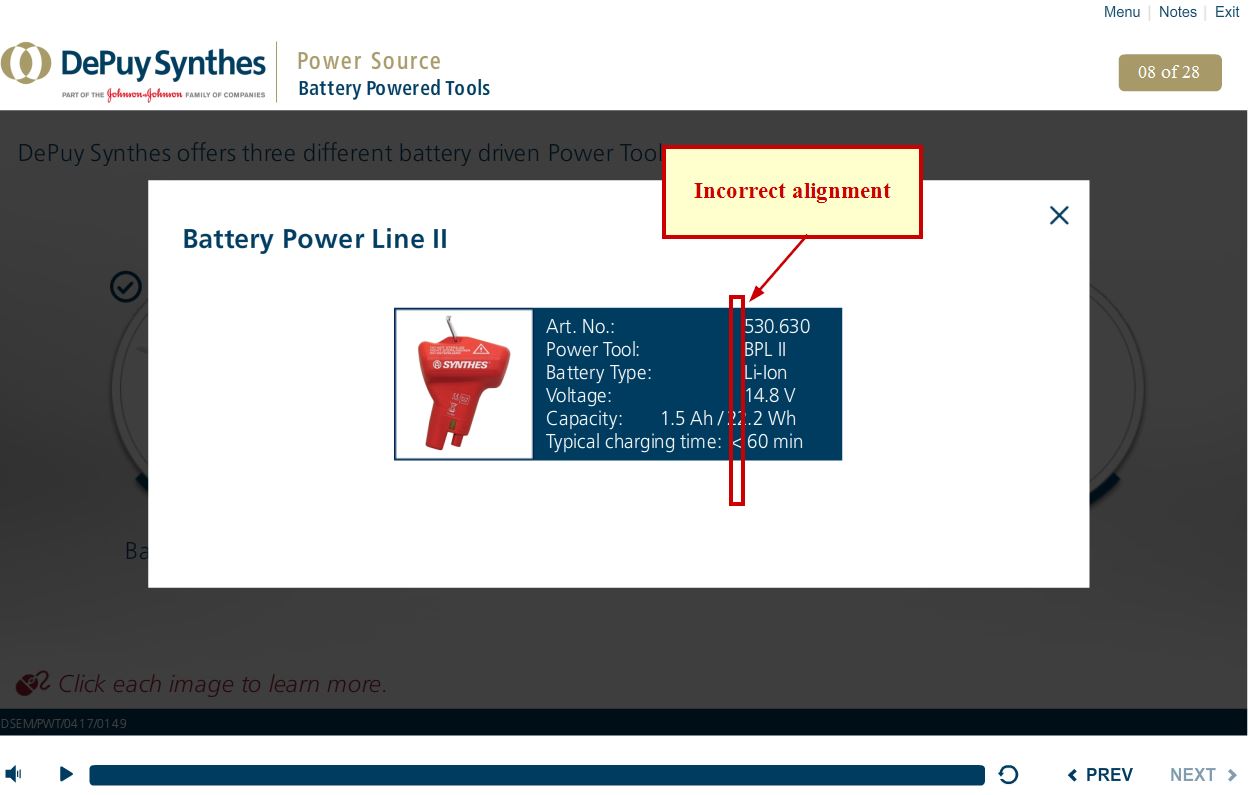 Menu | Notes | Exit
DePuy Synthes
PART OF THE Johnson & Johnson FAMILY OF COMPANIES
Power Source
Battery Powered Tools
08 of 28
DePuy Synthes offers three different battery driven Power Tool
Incorrect alignment
Battery Power Line II
SYNTHES
Art. No.: 530.630
Power Tool: BPL II
Battery Type: Li-Ion
Voltage: 14.8 V
Capacity: 1.5 Ah / 22.2 Wh
Typical charging time: < 60 min
Ba
Click each image to learn more.
DSEM/PWT/0417/0149
PREV
NEXT